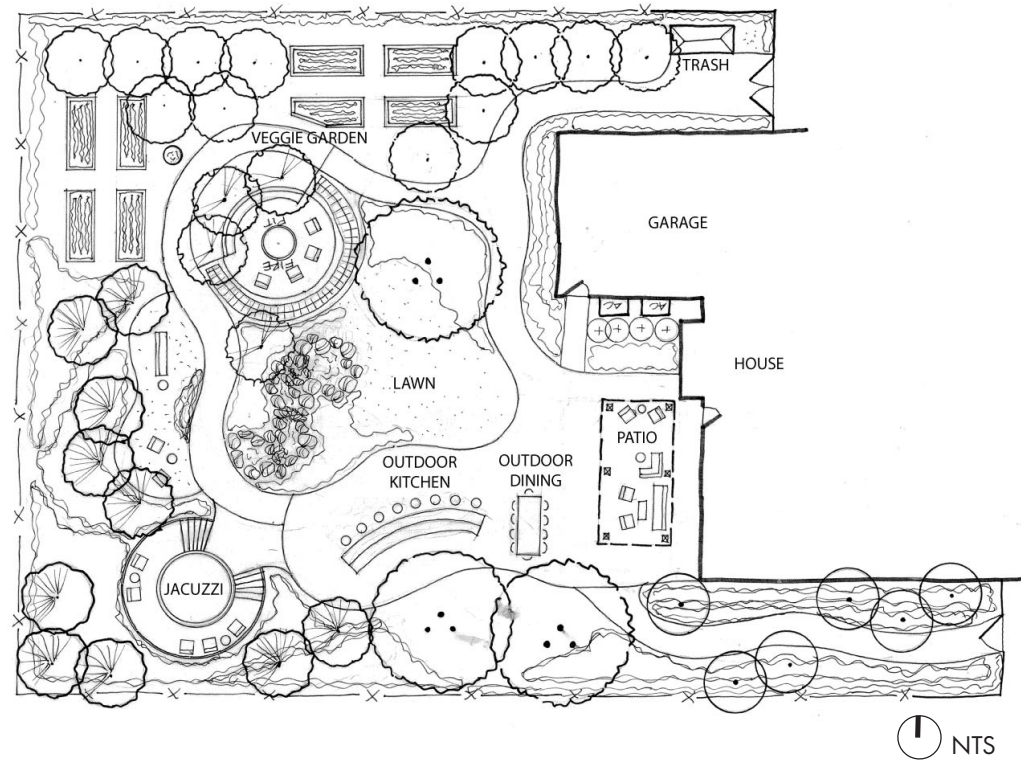 TRASH
VEGGIE GARDEN
GARAGE
FIRE
PIT
AC
AC
HOUSE
LAWN
PATIO
OUTDOOR
KITCHEN
OUTDOOR
DINING
JACUZZI
NTS